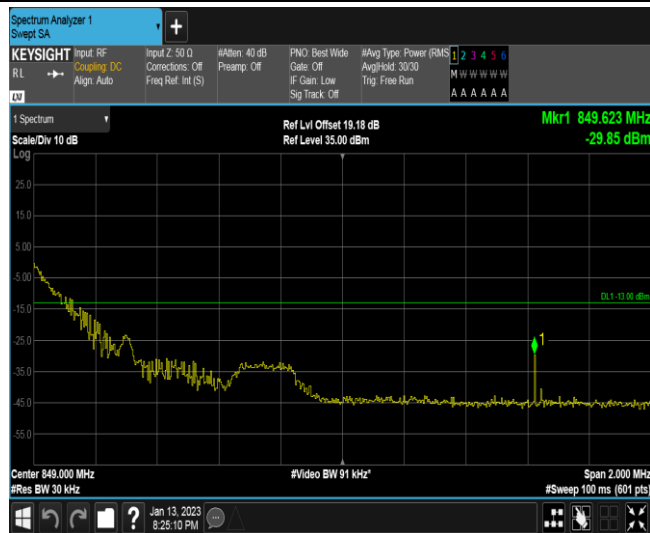 Spectrum Analyzer 1
Swept SA
KEYSIGHT
RL
Input: RF
Coupling: DC
Align: Auto
Input Z: 50 Ω
Corrections: Off
Freq Ref: Int (S)
#Atten: 40 dB
Preamp: Off
PNO: Best Wide
Gate: Off
IF Gain: Low
Sig Track: Off
#Avg Type: Power (RMS
Avg|Hold: 30/30
Trig: Free Run
1 2 3 4 5 6
M W W W W W
A A A A A A
LXI
1 Spectrum
Scale/Div 10 dB
Ref Lvl Offset 19.18 dB
Ref Level 35.00 dBm
Mkr1 849.623 MHz
-29.85 dBm
Log
25.0
15.0
5.00
-5.00
-15.0
-25.0
-35.0
-45.0
-55.0
DL1 -13.00 dBm
1
Center 849.000 MHz
#Res BW 30 kHz
#Video BW 91 kHz*
Span 2.000 MHz
#Sweep 100 ms (601 pts)
?
Jan 13, 2023
8:25:10 PM